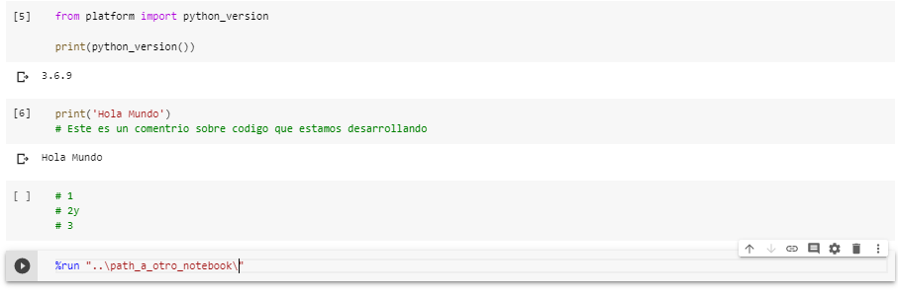 [5] from platform import python_version
print(python_version())
3.6.9
[6] print('Hola Mundo')
# Este es un comentrio sobre codigo que estamos desarrollando
Hola Mundo
[ ] # 1
# 2y
# 3
%run "..\path_a_otro_notebook\"